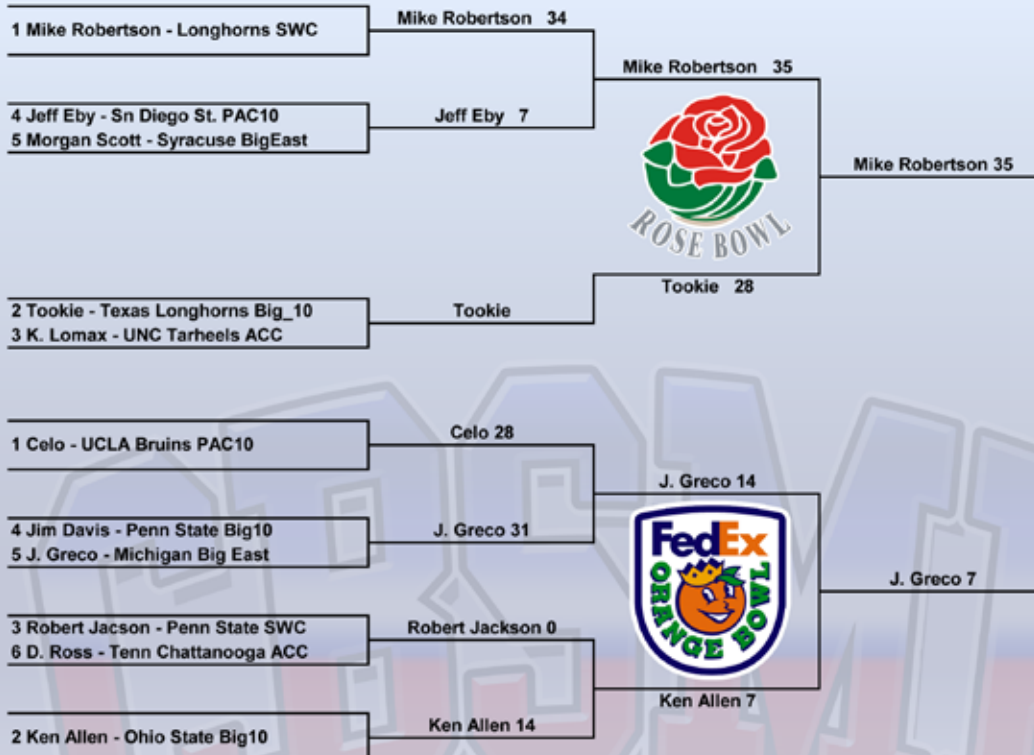 Mike Robertson 34
1 Mike Robertson - Longhorns SWC
Mike Robertson 35
4 Jeff Eby - Sn Diego St. PAC10
Jeff Eby 7
5 Morgan Scott - Syracuse BigEast
Mike Robertson 35
ROSE BOWL
Tookie 28
2 Tookie - Texas Longhorns Big_10
Tookie
3 K. Lomax - UNC Tarheels ACC
Celo 28
1 Celo - UCLA Bruins PAC10
J. Greco 14
4 Jim Davis - Penn State Big10
J. Greco 31
5 J. Greco - Michigan Big East
FedEx
ORANGE BOWL
J. Greco 7
3 Robert Jacson - Penn State SWC
Robert Jackson 0
6 D. Ross - Tenn Chattanooga ACC
Ken Allen 7
Ken Allen 14
2 Ken Allen - Ohio State Big10